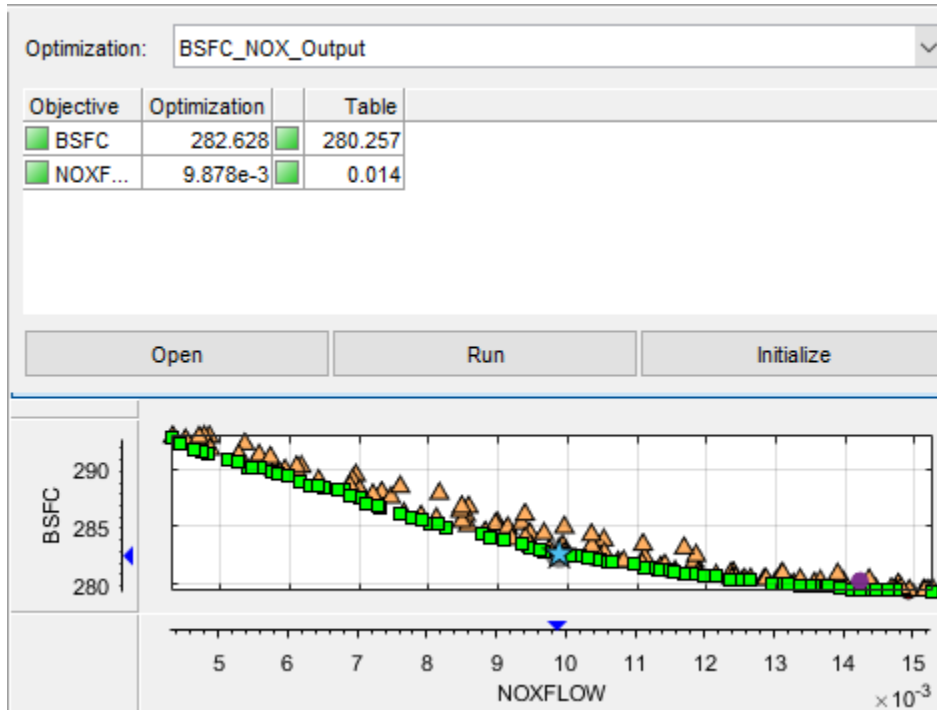 Optimization: BSFC_NOX_Output
Objective Optimization Table
BSFC 282.628 280.257
NOXF... 9.878e-3 0.014
Open Run Initialize
290
285
280
BSFC
5 6 7 8 9 10 11 12 13 14 15
NOXFLOW
×10⁻³